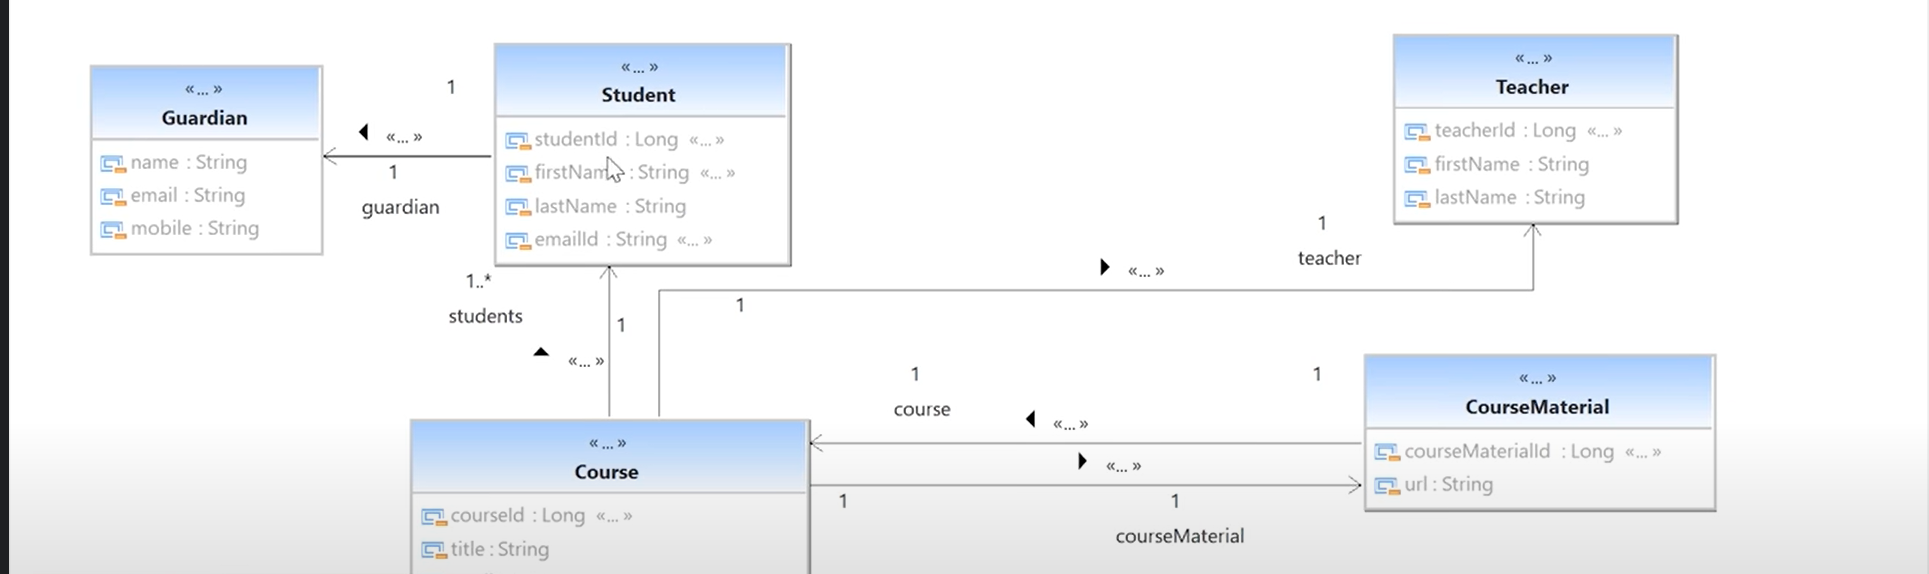 «... »
Guardian
name : String
email : String
mobile : String
1
«... »
1
guardian
«... »
Student
studentId : Long «... »
: String «... »
lastName : String
emailId : String «... »
«... »
Teacher
teacherId : Long «... »
firstName : String
lastName : String
1..*
students
1
«... »
1
«... »
1
teacher
1
course
«... »
1
«... »
1
1
courseMaterial
«... »
CourseMaterial
courseMaterialId : Long «... »
url : String
«... »
Course
courseId : Long «... »
title : String